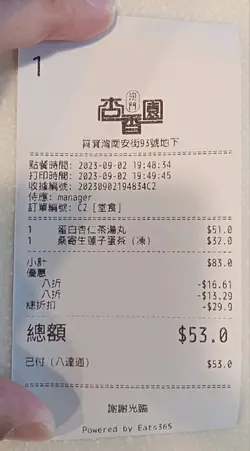 1
澳門
杏香園
筲箕灣南安街93號地下
點餐時間: 2023-09-02 19:48:34
打印時間: 2023-09-02 19:49:45
收據編號: 20230902194834C2
侍應: manager
訂單編號: C2 [堂食]
1 蛋白杏仁茶湯丸 $51.0
1 桑寄生蓮子蛋茶 (凍) $32.0
小計 $83.0
優惠
八折 -$16.61
八折 -$13.29
總折扣 -$29.9
總額 $53.0
已付 (八達通) $53.0
謝謝光臨
Powered by Eats365